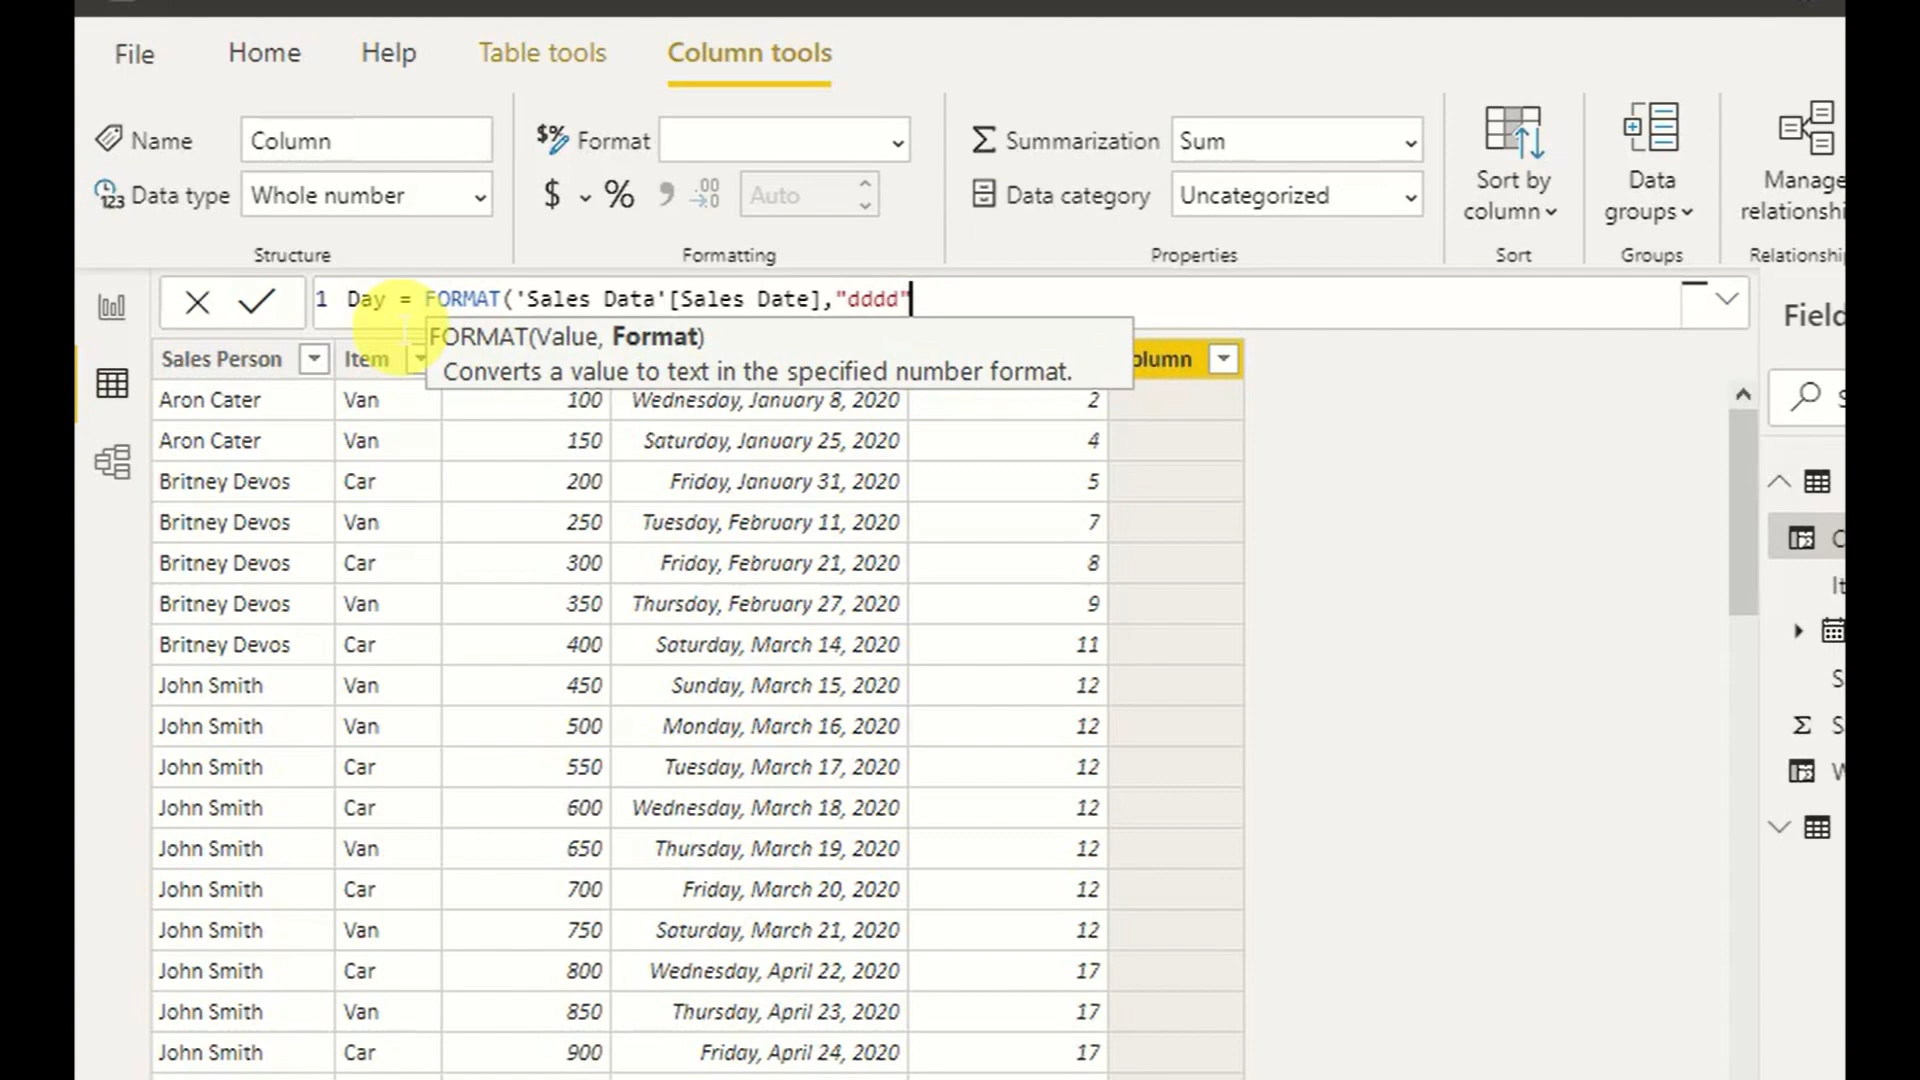 File Home Help Table tools Column tools
Name Column Format Summarization Sum
Data type Whole number $ % Auto Data category Uncategorized
Sort by column Data groups Manage
relationshi
Structure Formatting Properties Sort Groups Relationshi
1 Day = FORMAT('Sales Data'[Sales Date],"dddd"
Field
FORMAT(Value, Format)
Converts a value to text in the specified number format.
Sales Person Item olumn
Aron Cater Van 100 Wednesday, January 8, 2020 2
Aron Cater Van 150 Saturday, January 25, 2020 4
Britney Devos Car 200 Friday, January 31, 2020 5
Britney Devos Van 250 Tuesday, February 11, 2020 7
Britney Devos Car 300 Friday, February 21, 2020 8
Britney Devos Van 350 Thursday, February 27, 2020 9
Britney Devos Car 400 Saturday, March 14, 2020 11
John Smith Van 450 Sunday, March 15, 2020 12
John Smith Van 500 Monday, March 16, 2020 12
John Smith Car 550 Tuesday, March 17, 2020 12
John Smith Car 600 Wednesday, March 18, 2020 12
John Smith Van 650 Thursday, March 19, 2020 12
John Smith Car 700 Friday, March 20, 2020 12
John Smith Van 750 Saturday, March 21, 2020 12
John Smith Car 800 Wednesday, April 22, 2020 17
John Smith Van 850 Thursday, April 23, 2020 17
John Smith Car 900 Friday, April 24, 2020 17